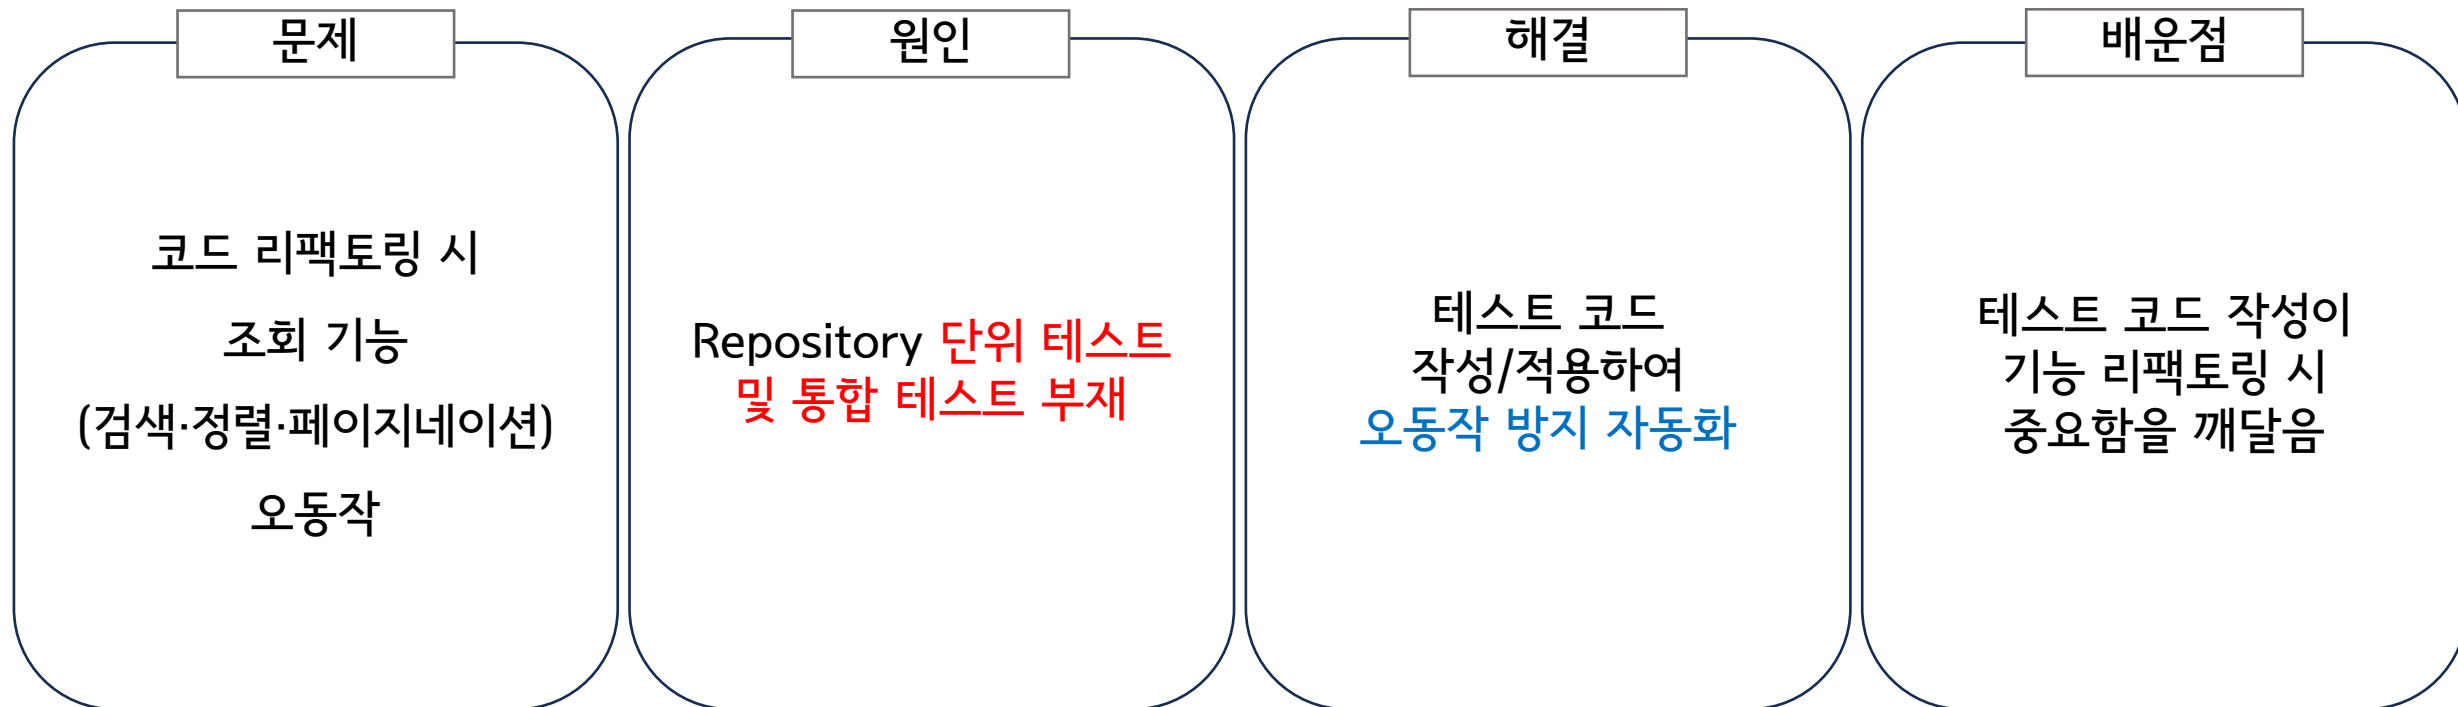 문제
코드 리팩토링 시
조회 기능
(검색·정렬·페이지네이션)
오동작
원인
Repository 단위 테스트
및 통합 테스트 부재
해결
테스트 코드
작성/적용하여
오동작 방지 자동화
배운점
테스트 코드 작성이
기능 리팩토링 시
중요함을 깨달음